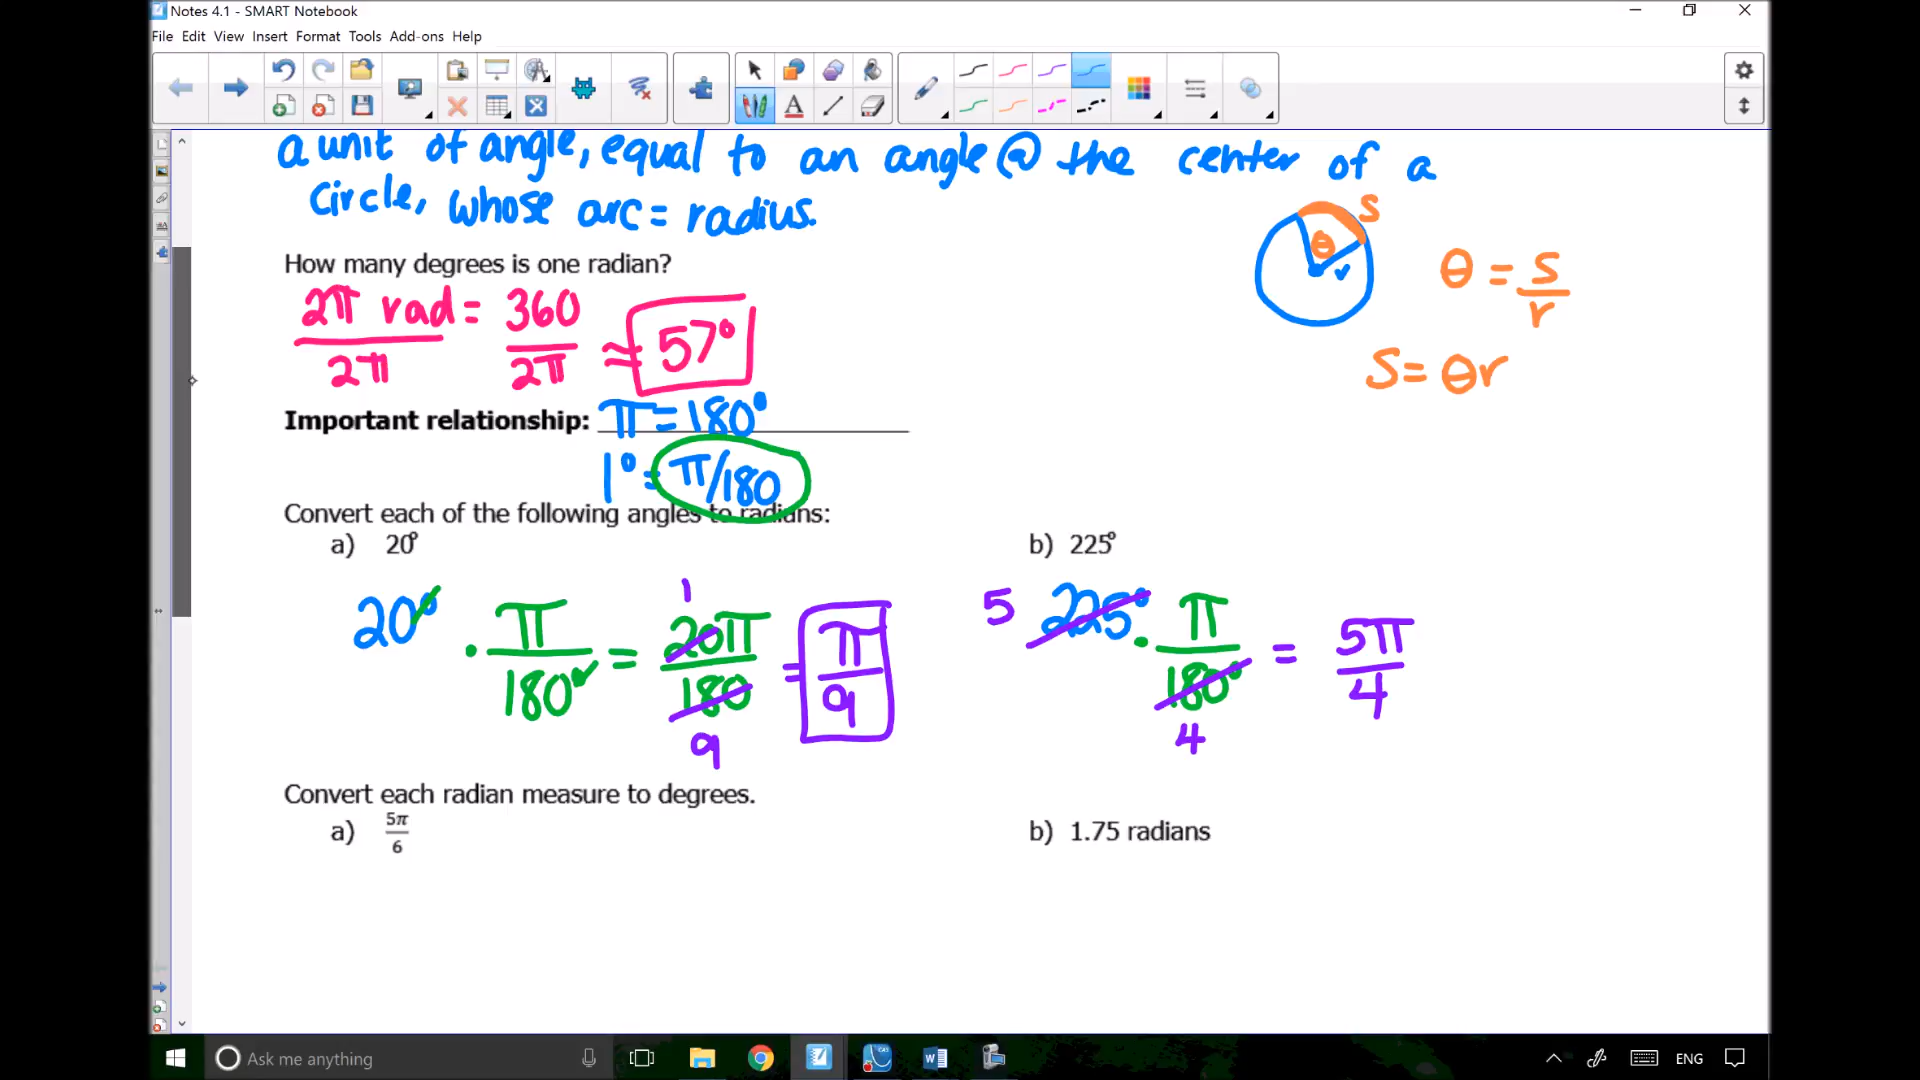 Notes 4.1 - SMART Notebook
File Edit View Insert Format Tools Add-ons Help
a unit of angle, equal to an angle @ the center of a
circle, whose arc = radius.
S
θ
r
θ = S/r
S = θr
How many degrees is one radian?
2π rad/2π = 360/2π ≈ 57°
Important relationship: π = 180°
1° = π/180
Convert each of the following angles to radians:
a) 20°
20° · π/180° = 20π/180 = π/9
1
9
b) 225°
5 225° · π/180° = 5π/4
4
Convert each radian measure to degrees.
a) 5π/6
b) 1.75 radians
Ask me anything
ENG